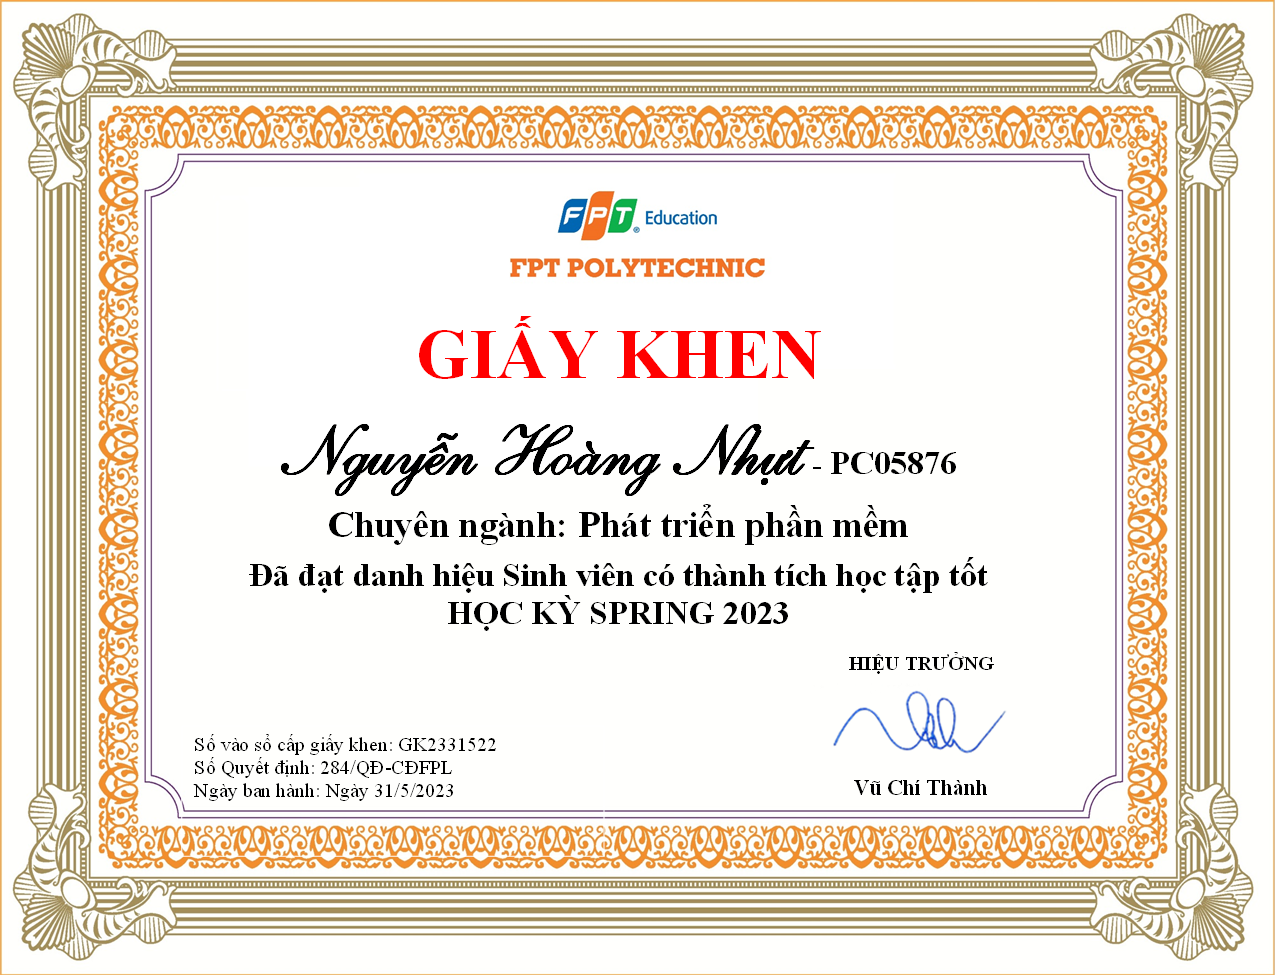 FPT Education
FPT POLYTECHNIC
GIẤY KHEN
Nguyễn Hoàng Nhựt - PC05876
Chuyên ngành: Phát triển phần mềm
Đã đạt danh hiệu Sinh viên có thành tích học tập tốt
HỌC KỲ SPRING 2023
HIỆU TRƯỞNG
Số vào sổ cấp giấy khen: GK2331522
Số Quyết định: 284/QĐ-CĐFPL
Ngày ban hành: Ngày 31/5/2023
Vũ Chí Thành